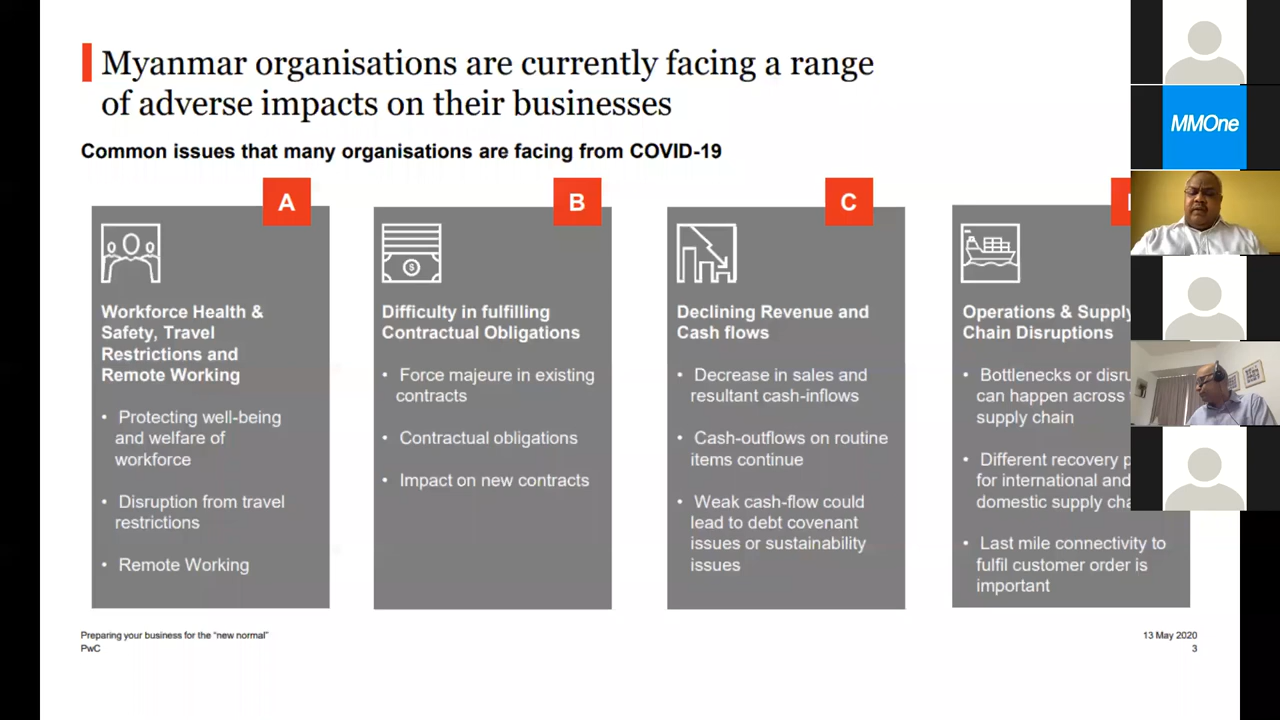 Myanmar organisations are currently facing a range
of adverse impacts on their businesses
Common issues that many organisations are facing from COVID-19
A
Workforce Health &
Safety, Travel
Restrictions and
Remote Working
• Protecting well-being
and welfare of
workforce
• Disruption from travel
restrictions
• Remote Working
B
$
Difficulty in fulfilling
Contractual Obligations
• Force majeure in existing
contracts
• Contractual obligations
• Impact on new contracts
C
Declining Revenue and
Cash flows
• Decrease in sales and
resultant cash-inflows
• Cash-outflows on routine
items continue
• Weak cash-flow could
lead to debt covenant
issues or sustainability
issues
Operations & Supply
Chain Disruptions
• Bottlenecks or
can happen across
supply chain
• Different recovery
for international and
domestic supply
• Last mile connectivity to
fulfil customer order is
important
Preparing your business for the "new normal"
PwC
13 May 2020
3
MMOne